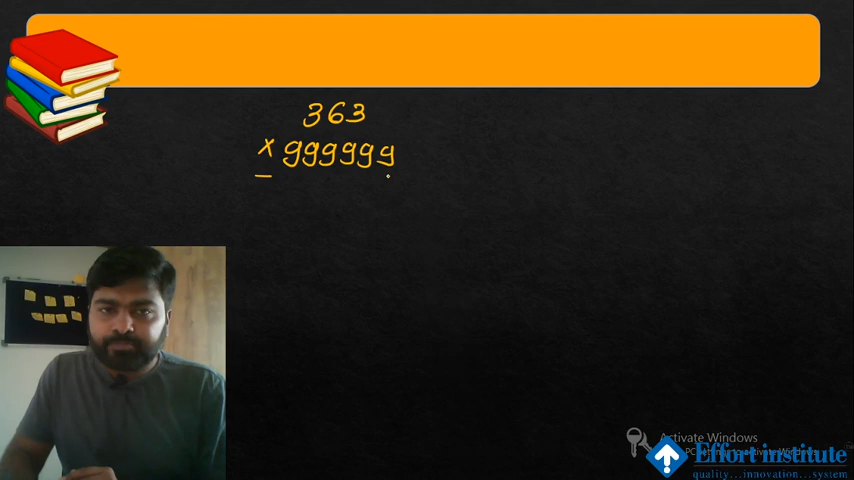 363
× 999999
Activate Windows
Effort institute
quality...innovation...system